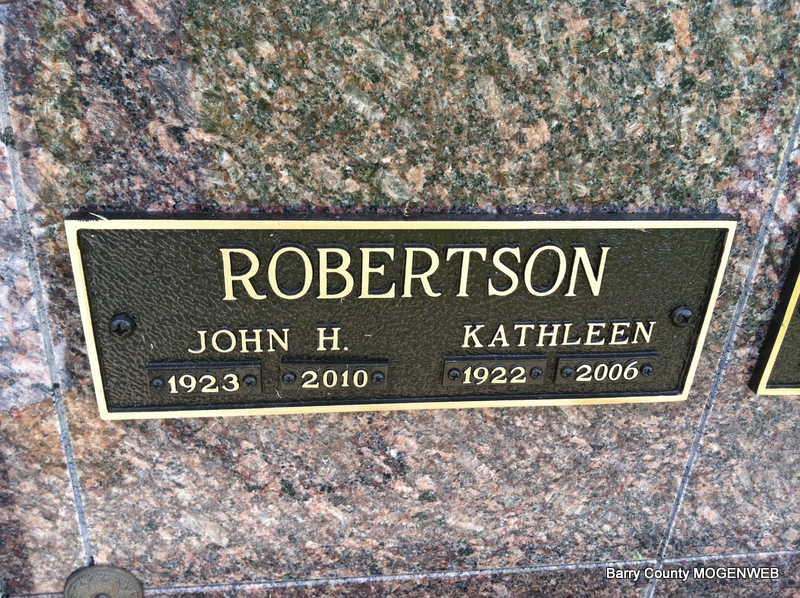 ROBERTSON
JOHN H. KATHLEEN
1923 2010 1922 2006
Barry County MOGENWEB